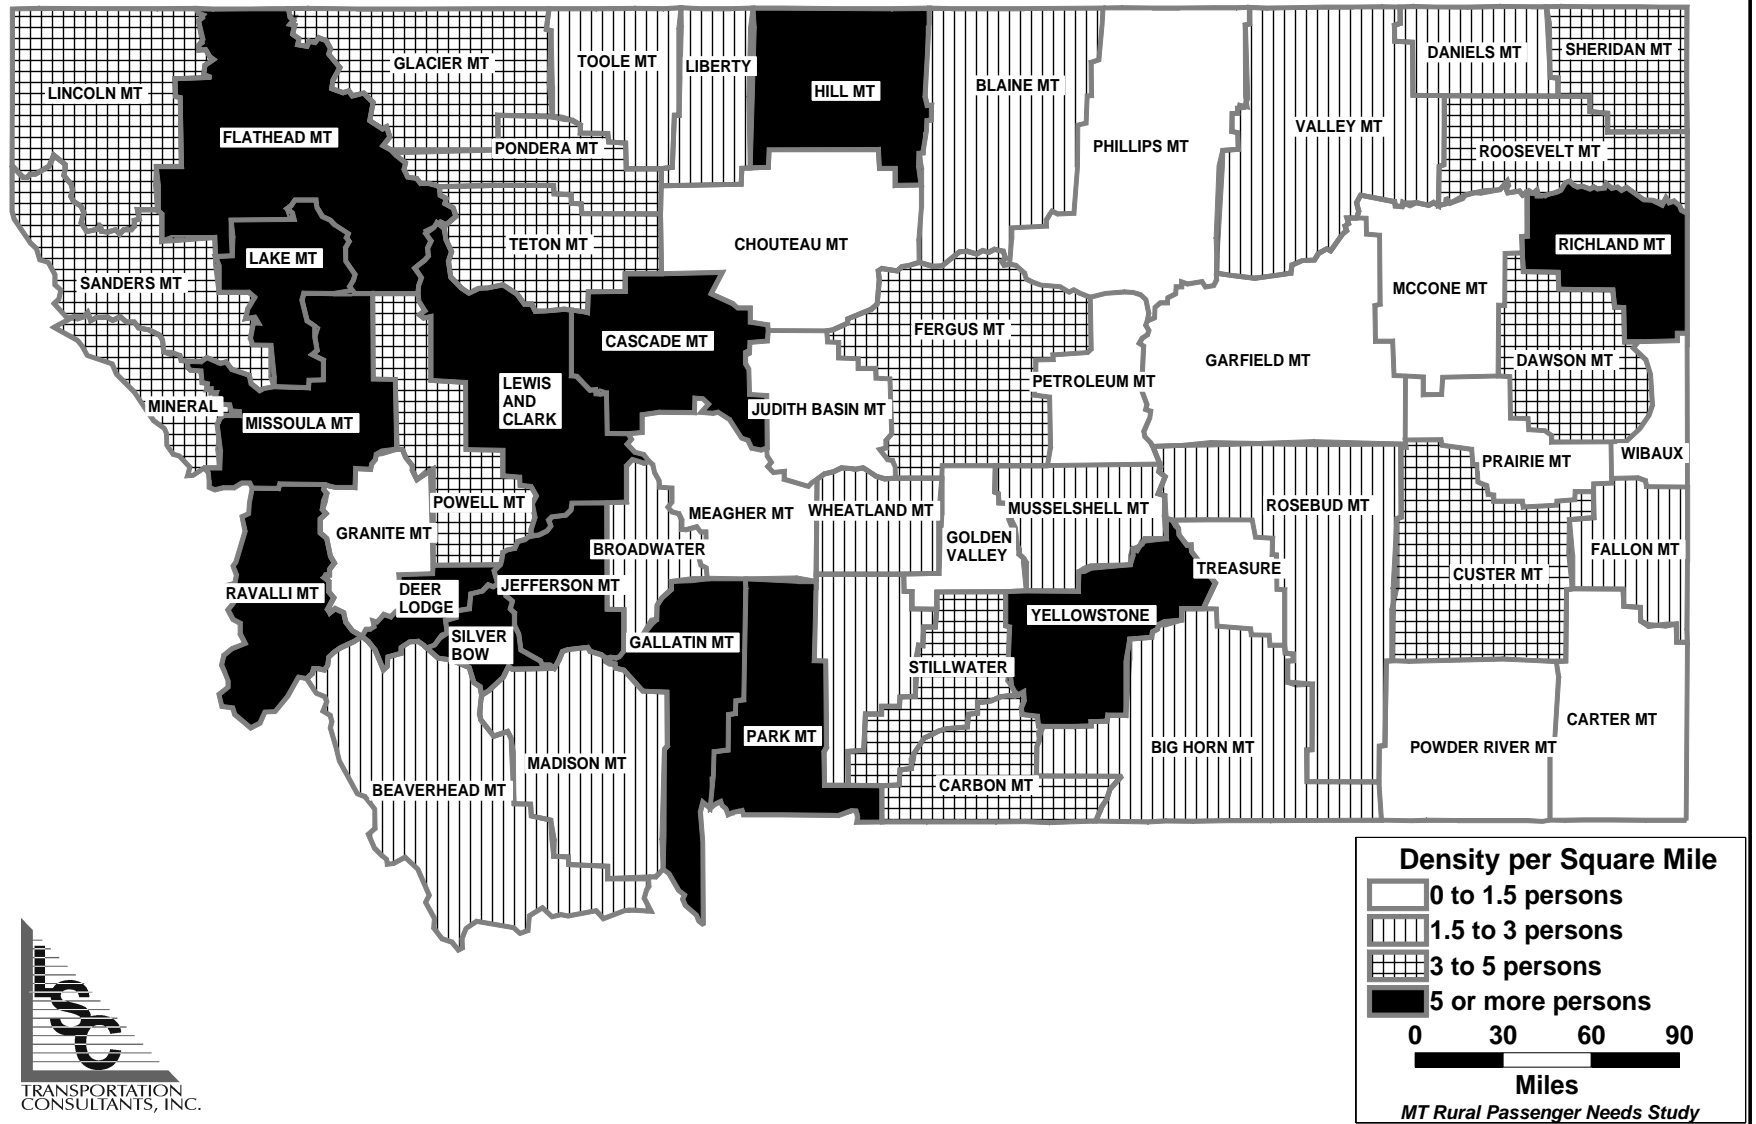 LINCOLN MT
FLATHEAD MT
GLACIER MT
TOOLE MT
LIBERTY
HILL MT
BLAINE MT
PHILLIPS MT
VALLEY MT
DANIELS MT
SHERIDAN MT
ROOSEVELT MT
PONDERA MT
TETON MT
CHOUTEAU MT
LAKE MT
SANDERS MT
RICHLAND MT
MCCONE MT
CASCADE MT
FERGUS MT
GARFIELD MT
DAWSON MT
PETROLEUM MT
LEWIS
AND
CLARK
JUDITH BASIN MT
MINERAL
MISSOULA MT
WIBAUX
PRAIRIE MT
POWELL MT
GRANITE MT
MEAGHER MT
WHEATLAND MT
MUSSELSHELL MT
ROSEBUD MT
GOLDEN
VALLEY
BROADWATER
FALLON MT
TREASURE
CUSTER MT
RAVALLI MT
DEER
LODGE
JEFFERSON MT
YELLOWSTONE
SILVER
BOW
GALLATIN MT
STILLWATER
PARK MT
BIG HORN MT
CARTER MT
POWDER RIVER MT
MADISON MT
BEAVERHEAD MT
CARBON MT
Density per Square Mile
0 to 1.5 persons
1.5 to 3 persons
3 to 5 persons
5 or more persons
0 30 60 90
Miles
MT Rural Passenger Needs Study
LSC
TRANSPORTATION
CONSULTANTS, INC.